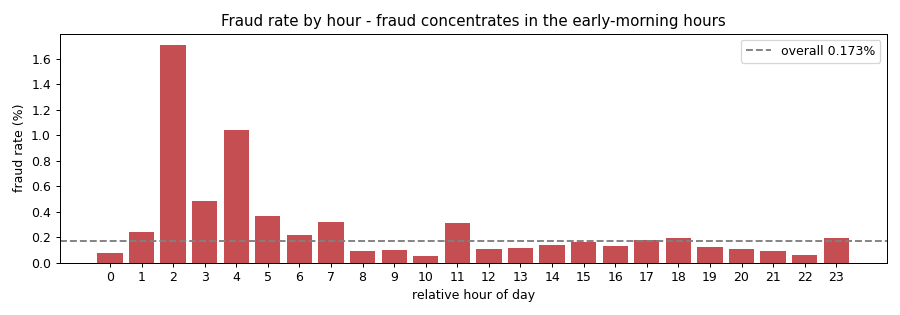 Fraud rate by hour - fraud concentrates in the early-morning hours
overall 0.173%
fraud rate (%)
1.6
1.4
1.2
1.0
0.8
0.6
0.4
0.2
0.0
0 1 2 3 4 5 6 7 8 9 10 11 12 13 14 15 16 17 18 19 20 21 22 23
relative hour of day